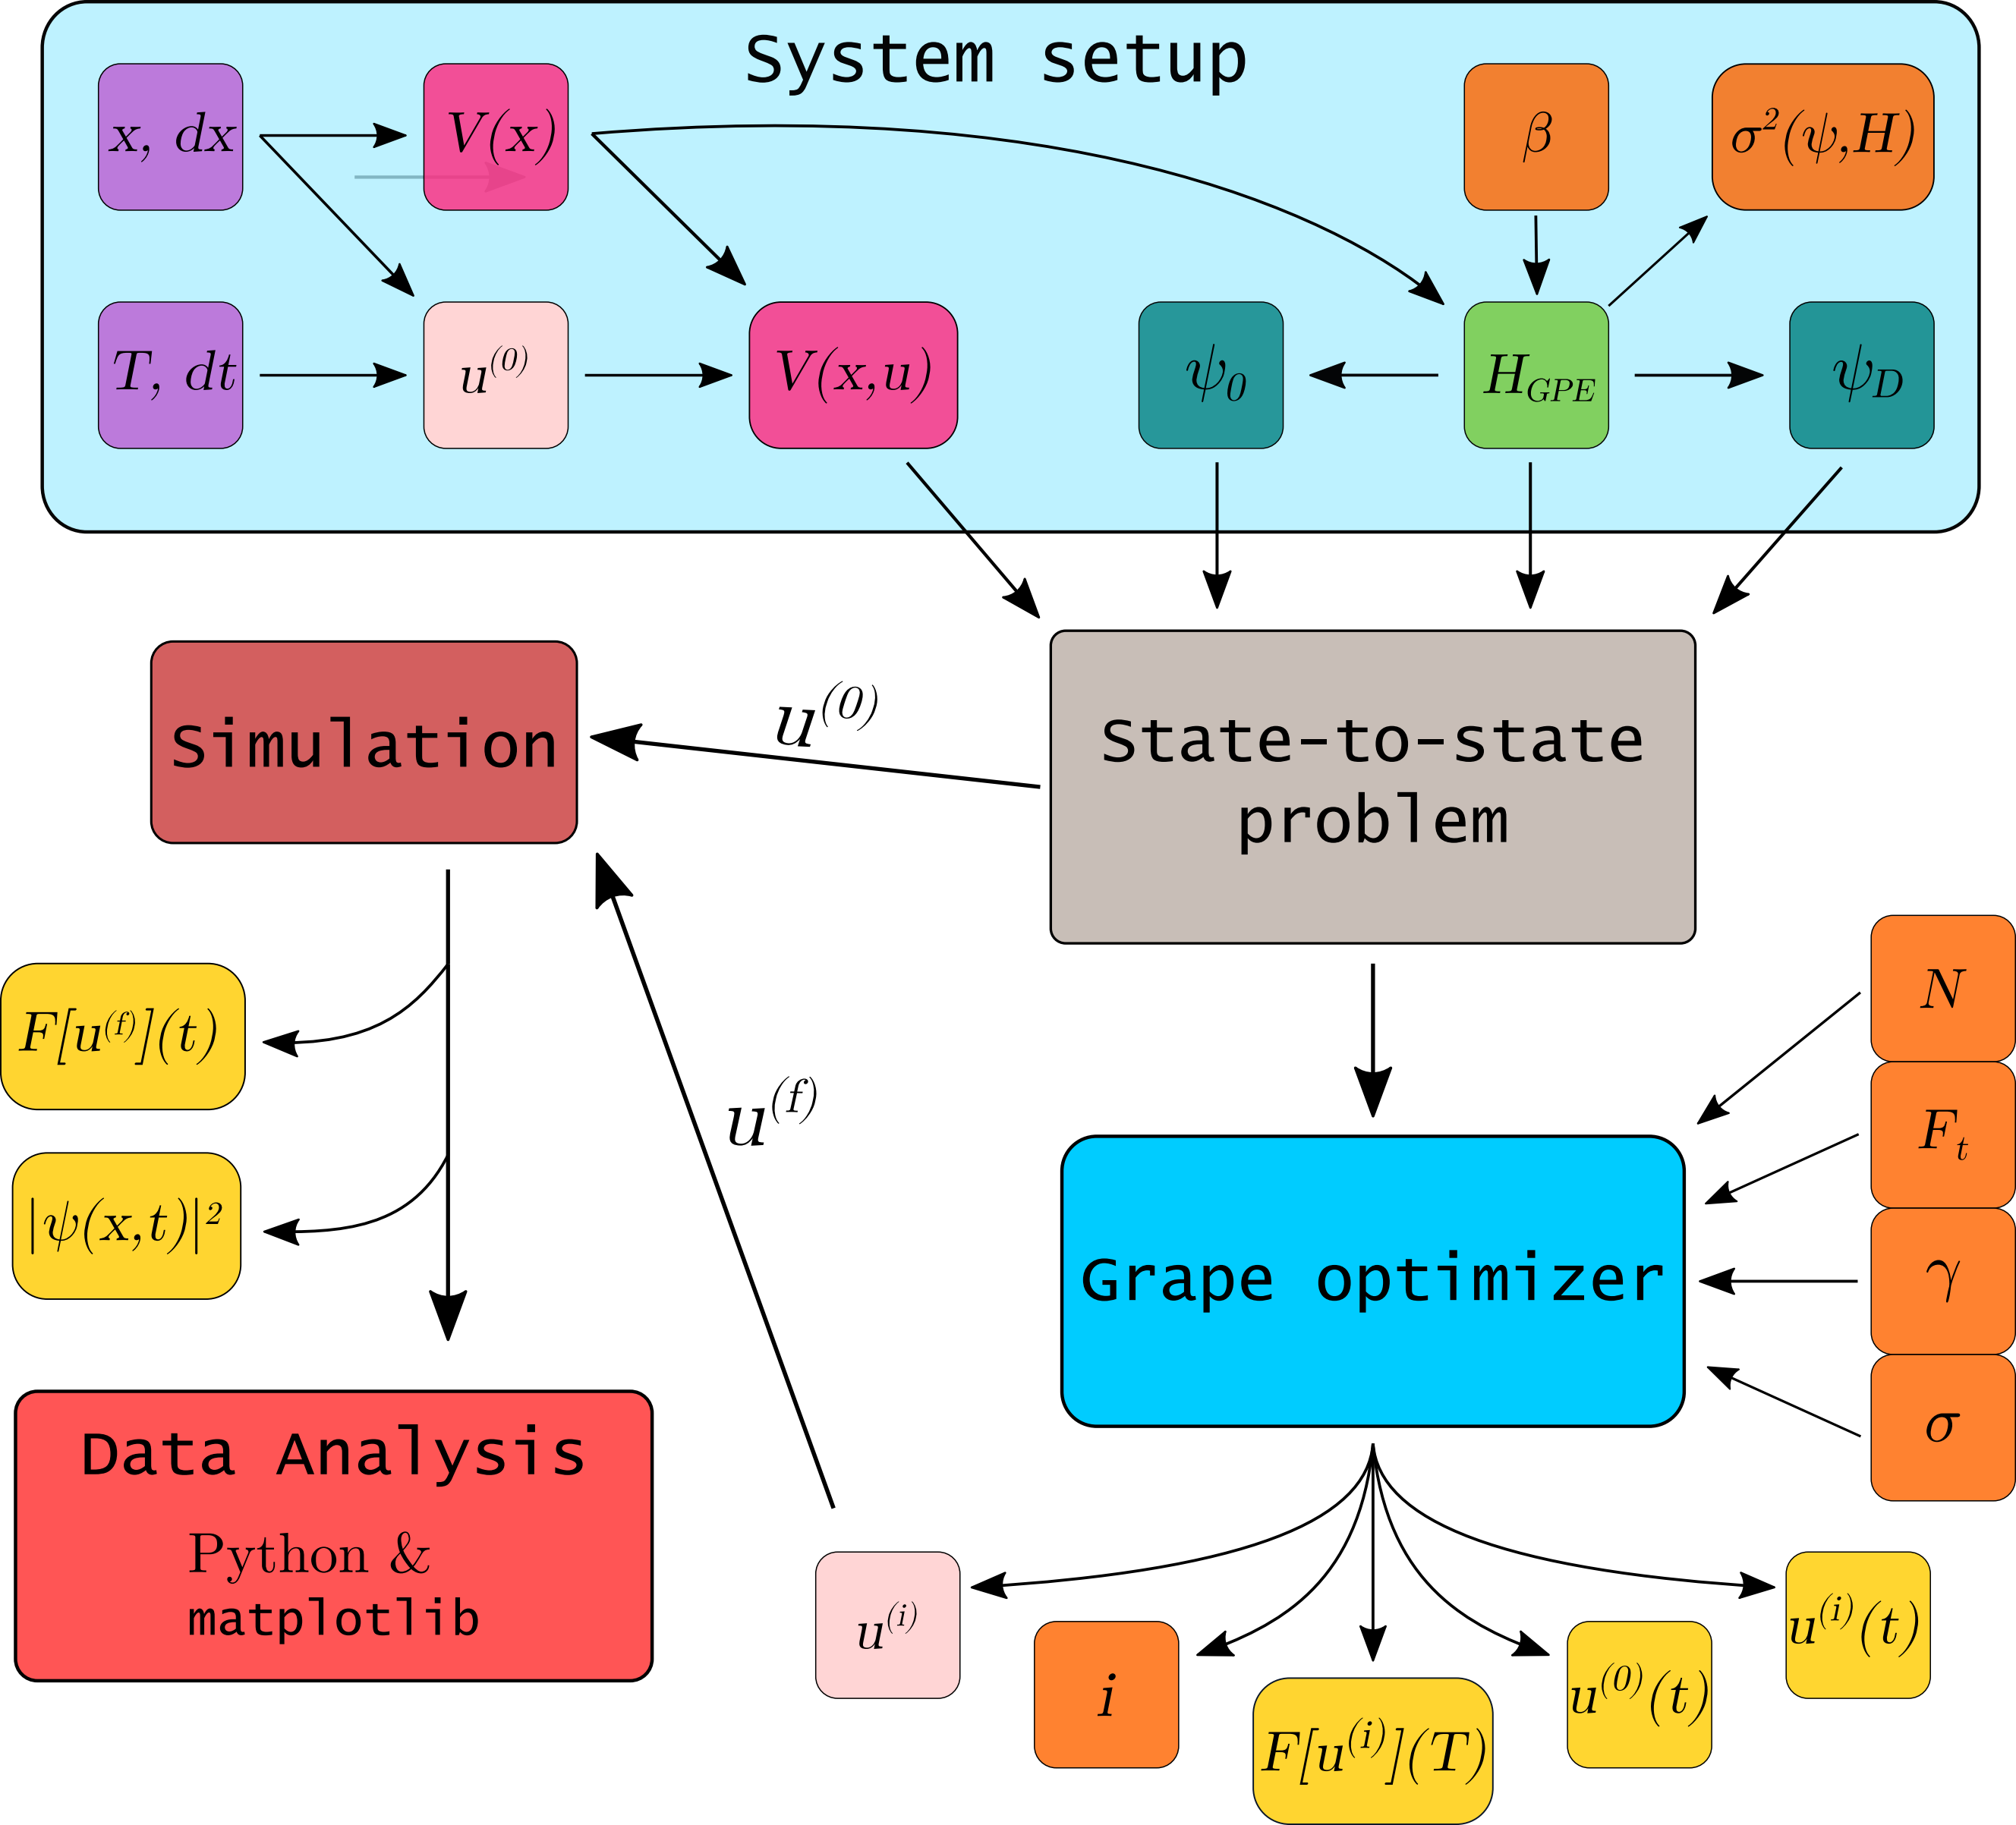 System setup
x, dx
V(x)
β
σ²(ψ,H)
T, dt
u⁽⁰⁾
V(x,u)
ψ₀
H_GPE
ψ_D
Simulation
u⁽⁰⁾
State-to-state
problem
N
F[u⁽ᶠ⁾](t)
F_t
u⁽ᶠ⁾
|ψ(x,t)|²
γ
Grape optimizer
σ
Data Analysis
Python &
matplotlib
u⁽ⁱ⁾
i
F[u⁽ⁱ⁾](T)
u⁽⁰⁾(t)
u⁽ⁱ⁾(t)